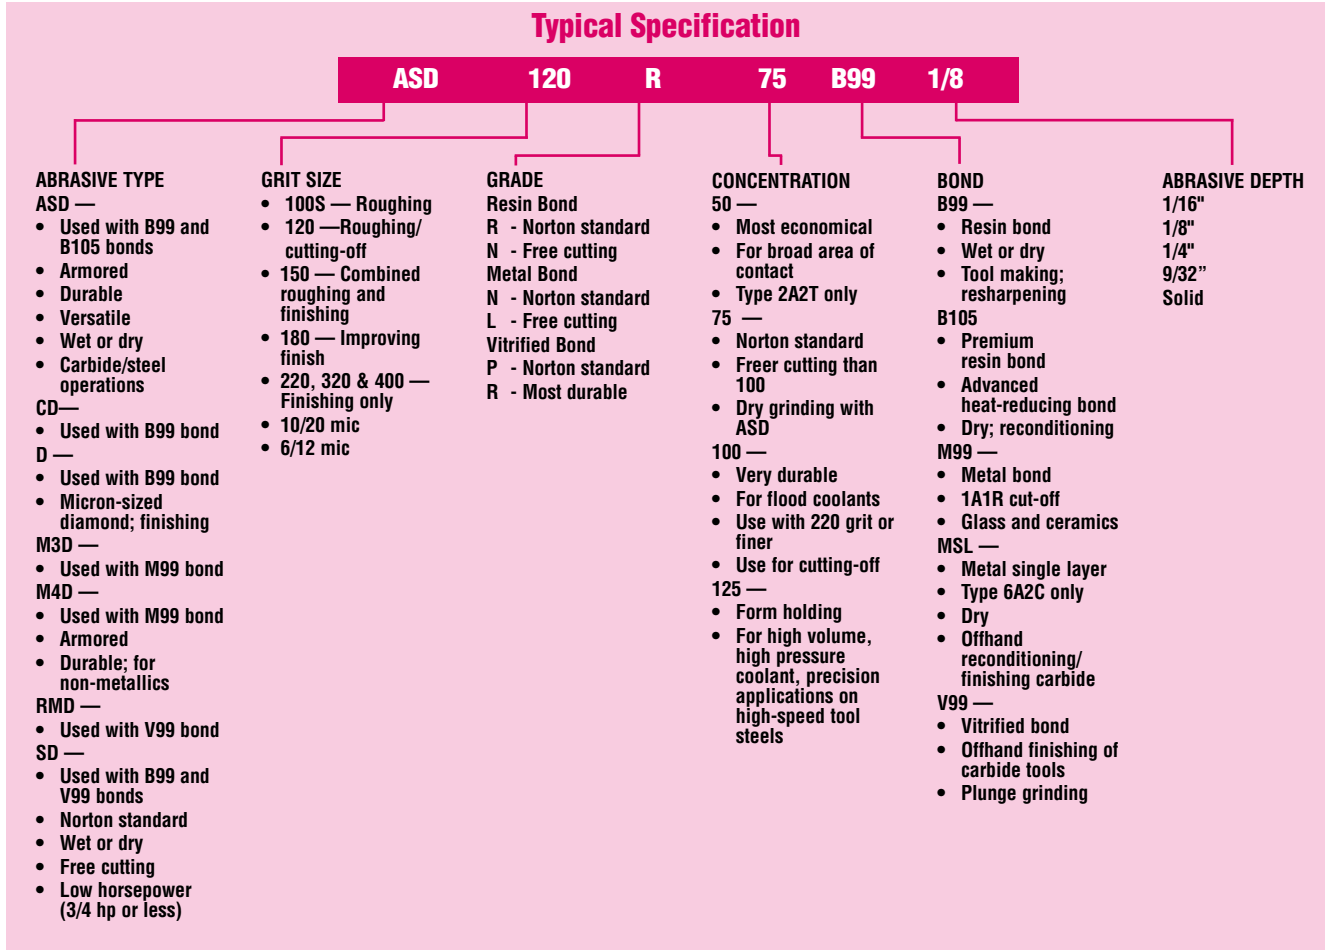 Typical Specification
ASD 120 R 75 B99 1/8
ABRASIVE TYPE
ASD —
• Used with B99 and
B105 bonds
• Armored
• Durable
• Versatile
• Wet or dry
• Carbide/steel
operations
CD—
• Used with B99 bond
D —
• Used with B99 bond
• Micron-sized
diamond; finishing
M3D —
• Used with M99 bond
M4D —
• Used with M99 bond
• Armored
• Durable; for
non-metallics
RMD —
• Used with V99 bond
SD —
• Used with B99 and
V99 bonds
• Norton standard
• Wet or dry
• Free cutting
• Low horsepower
(3/4 hp or less)
GRIT SIZE
• 100S — Roughing
• 120 —Roughing/
cutting-off
• 150 — Combined
roughing and
finishing
• 180 — Improving
finish
• 220, 320 & 400 —
Finishing only
• 10/20 mic
• 6/12 mic
GRADE
Resin Bond
R - Norton standard
N - Free cutting
Metal Bond
N - Norton standard
L - Free cutting
Vitrified Bond
P - Norton standard
R - Most durable
CONCENTRATION
50 —
• Most economical
• For broad area of
contact
• Type 2A2T only
75 —
• Norton standard
• Freer cutting than
100
• Dry grinding with
ASD
100 —
• Very durable
• For flood coolants
• Use with 220 grit or
finer
• Use for cutting-off
125 —
• Form holding
• For high volume,
high pressure
coolant, precision
applications on
high-speed tool
steels
BOND
B99 —
• Resin bond
• Wet or dry
• Tool making;
resharpening
B105
• Premium
resin bond
• Advanced
heat-reducing bond
• Dry; reconditioning
M99 —
• Metal bond
• 1A1R cut-off
• Glass and ceramics
MSL —
• Metal single layer
• Type 6A2C only
• Dry
• Offhand
reconditioning/
finishing carbide
V99 —
• Vitrified bond
• Offhand finishing of
carbide tools
• Plunge grinding
ABRASIVE DEPTH
1/16"
1/8"
1/4"
9/32”
Solid